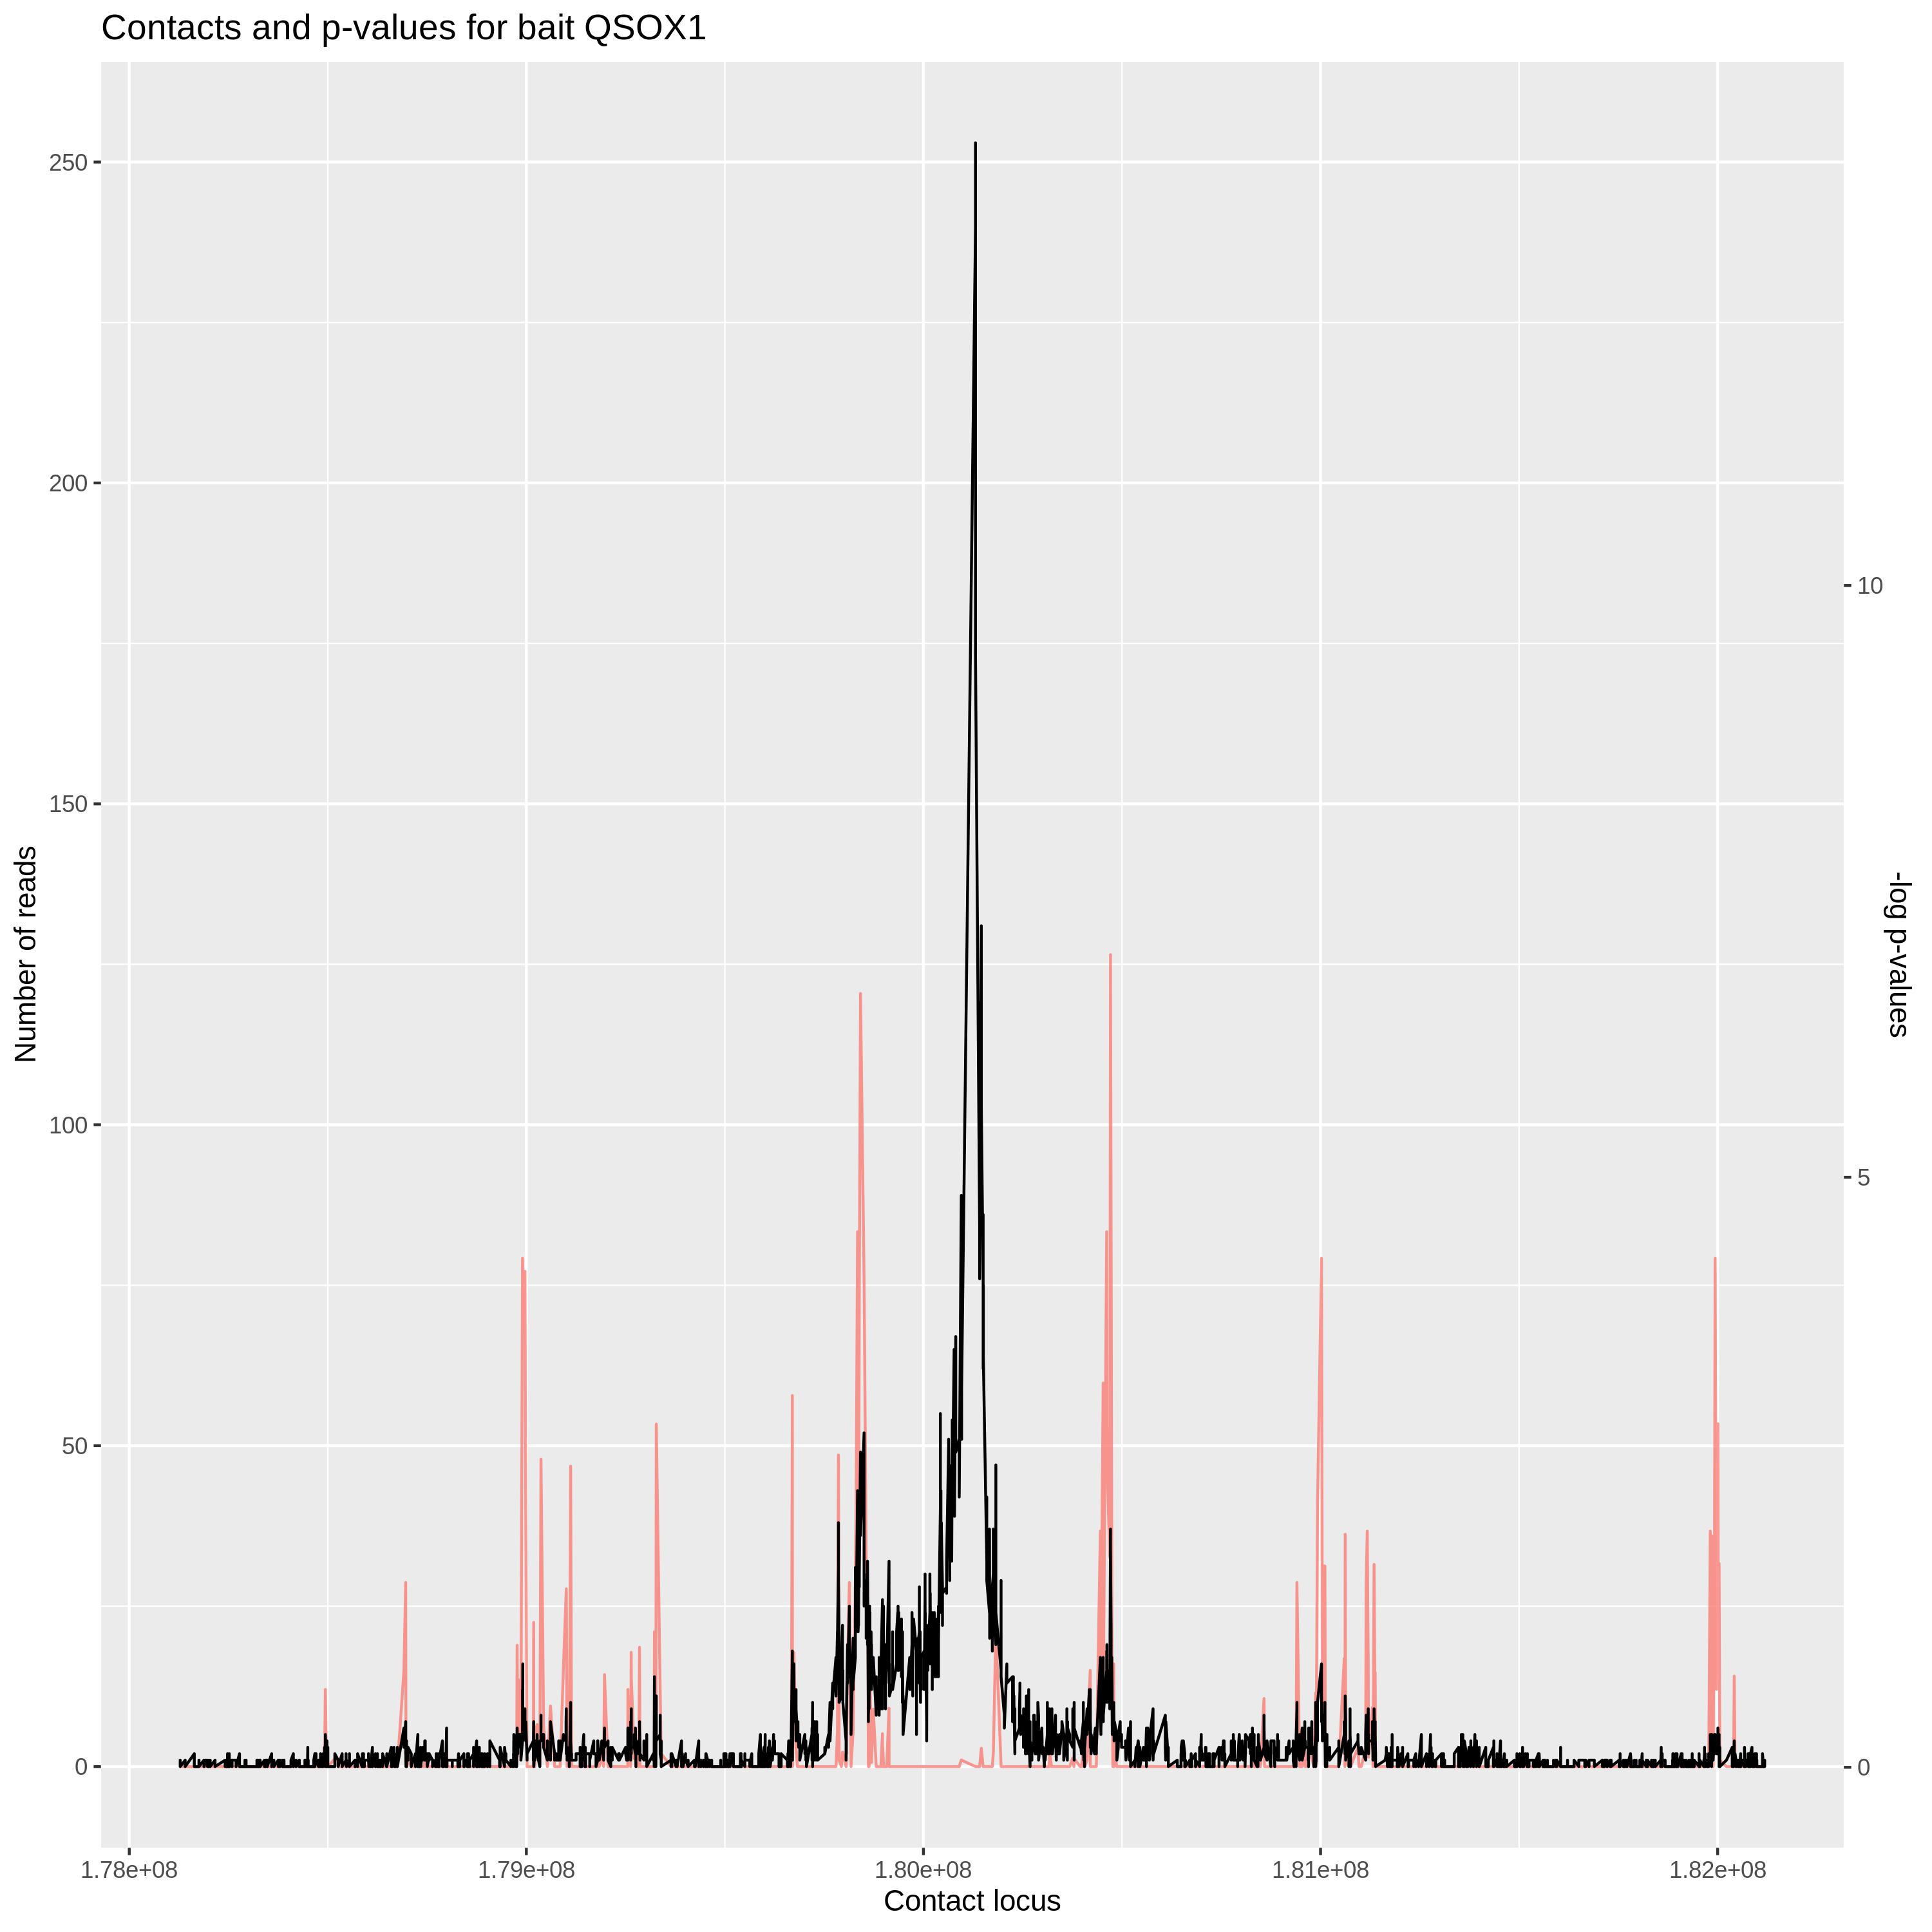 Contacts and p-values for bait QSOX1
250
200
150
100
50
0
Number of reads
10
5
0
-log p-values
1.78e+08
1.79e+08
1.80e+08
1.81e+08
1.82e+08
Contact locus